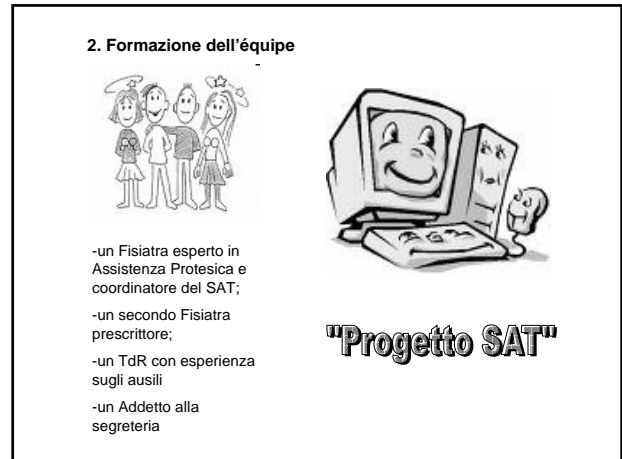 2. Formazione dell'équipe
-un Fisiatra esperto in
Assistenza Protesica e
coordinatore del SAT;
-un secondo Fisiatra
prescrittore;
-un TdR con esperienza
sugli ausili
-un Addetto alla
segreteria
"Progetto SAT"